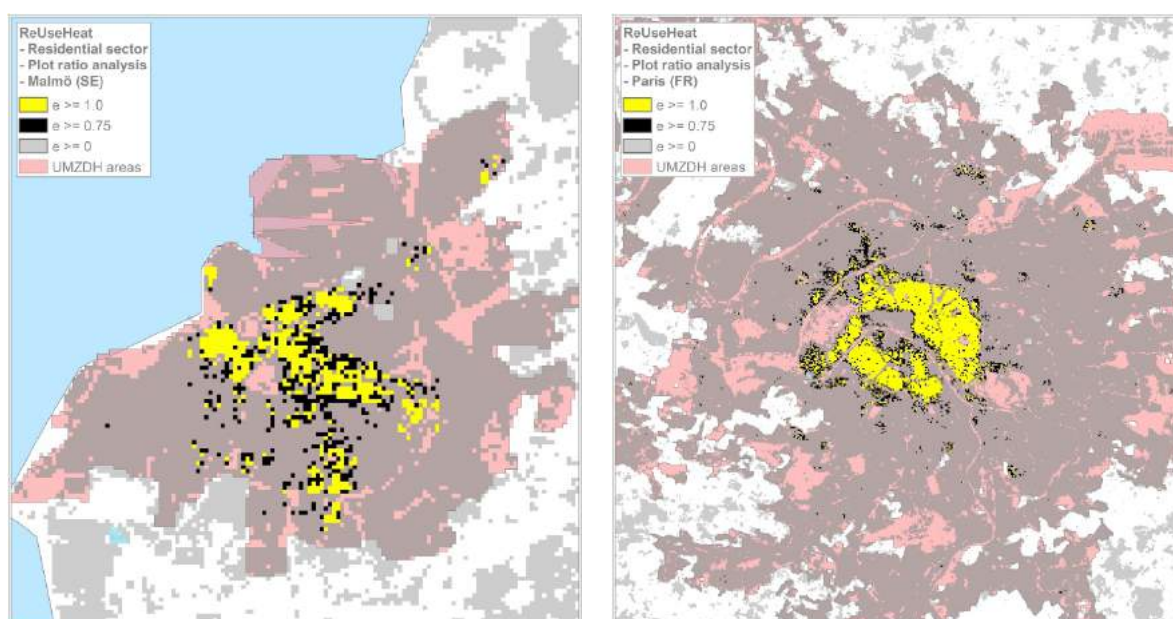 ReUseHeat
- Residential sector
- Plot ratio analysis
- Malmö (SE)
e >= 1.0
e >= 0.75
e >= 0
UMZDH areas
ReUseHeat
- Residential sector
- Plot ratio analysis
- Paris (FR)
e >= 1.0
e >= 0.75
e >= 0
UMZDH areas